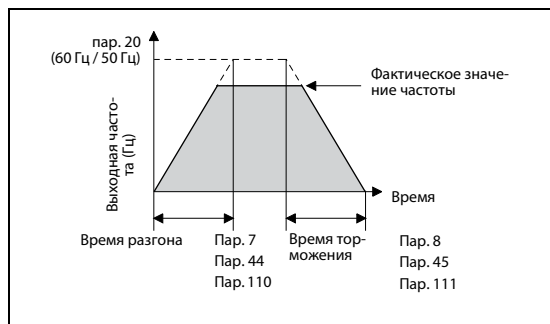 пар. 20
(60 Гц / 50 Гц)
Фактическое значе-
ние частоты
Выходная часто-
та (Гц)
Время
Время разгона
Пар. 7
Пар. 44
Пар. 110
Время тор-
можения
Пар. 8
Пар. 45
Пар. 111